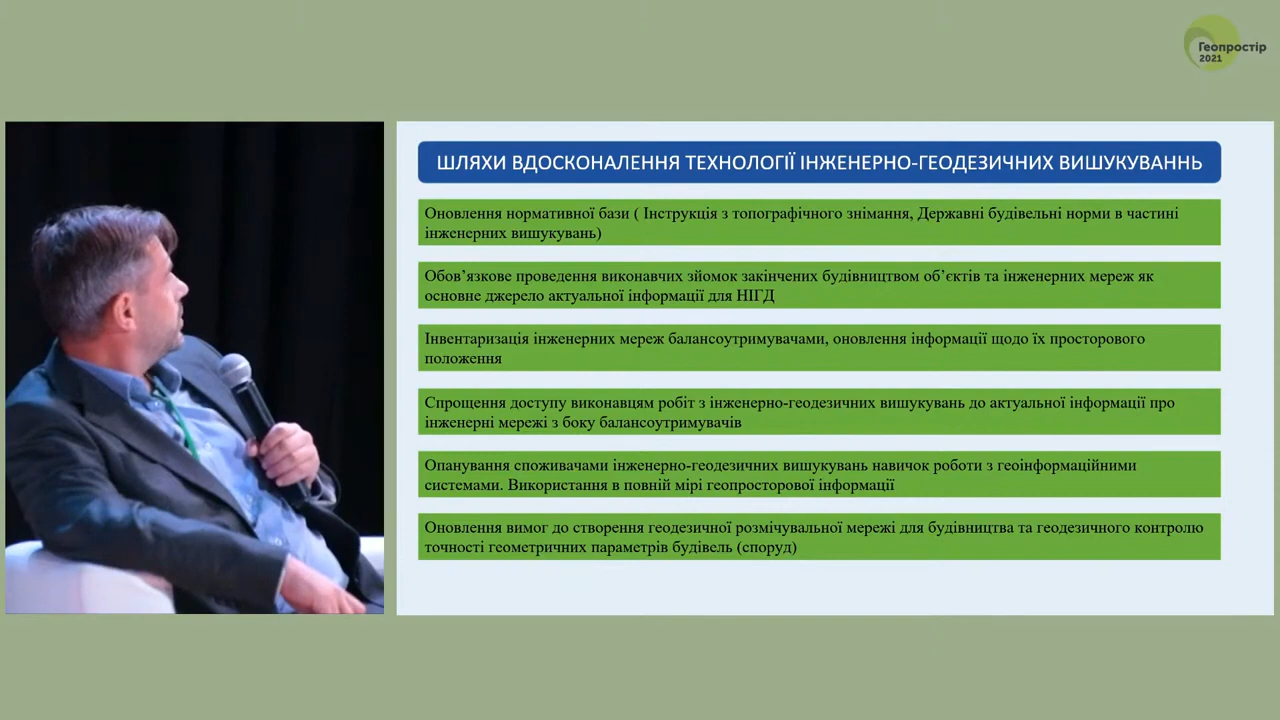 Геопростір
2021
ШЛЯХИ ВДОСКОНАЛЕННЯ ТЕХНОЛОГІЇ ІНЖЕНЕРНО-ГЕОДЕЗИЧНИХ ВИШУКУВАННЬ
Оновлення нормативної бази ( Інструкція з топографічного знімання, Державні будівельні норми в частині
інженерних вишукувань)
Обов’язкове проведення виконавчих зйомок закінчених будівництвом об’єктів та інженерних мереж як
основне джерело актуальної інформації для НІГД
Інвентаризація інженерних мереж балансоутримувачами, оновлення інформації щодо їх просторового
положення
Спрощення доступу виконавцям робіт з інженерно-геодезичних вишукувань до актуальної інформації про
інженерні мережі з боку балансоутримувачів
Опанування споживачами інженерно-геодезичних вишукувань навичок роботи з геоінформаційними
системами. Використання в повній мірі геопросторової інформації
Оновлення вимог до створення геодезичної розмічувальної мережі для будівництва та геодезичного контролю
точності геометричних параметрів будівель (споруд)